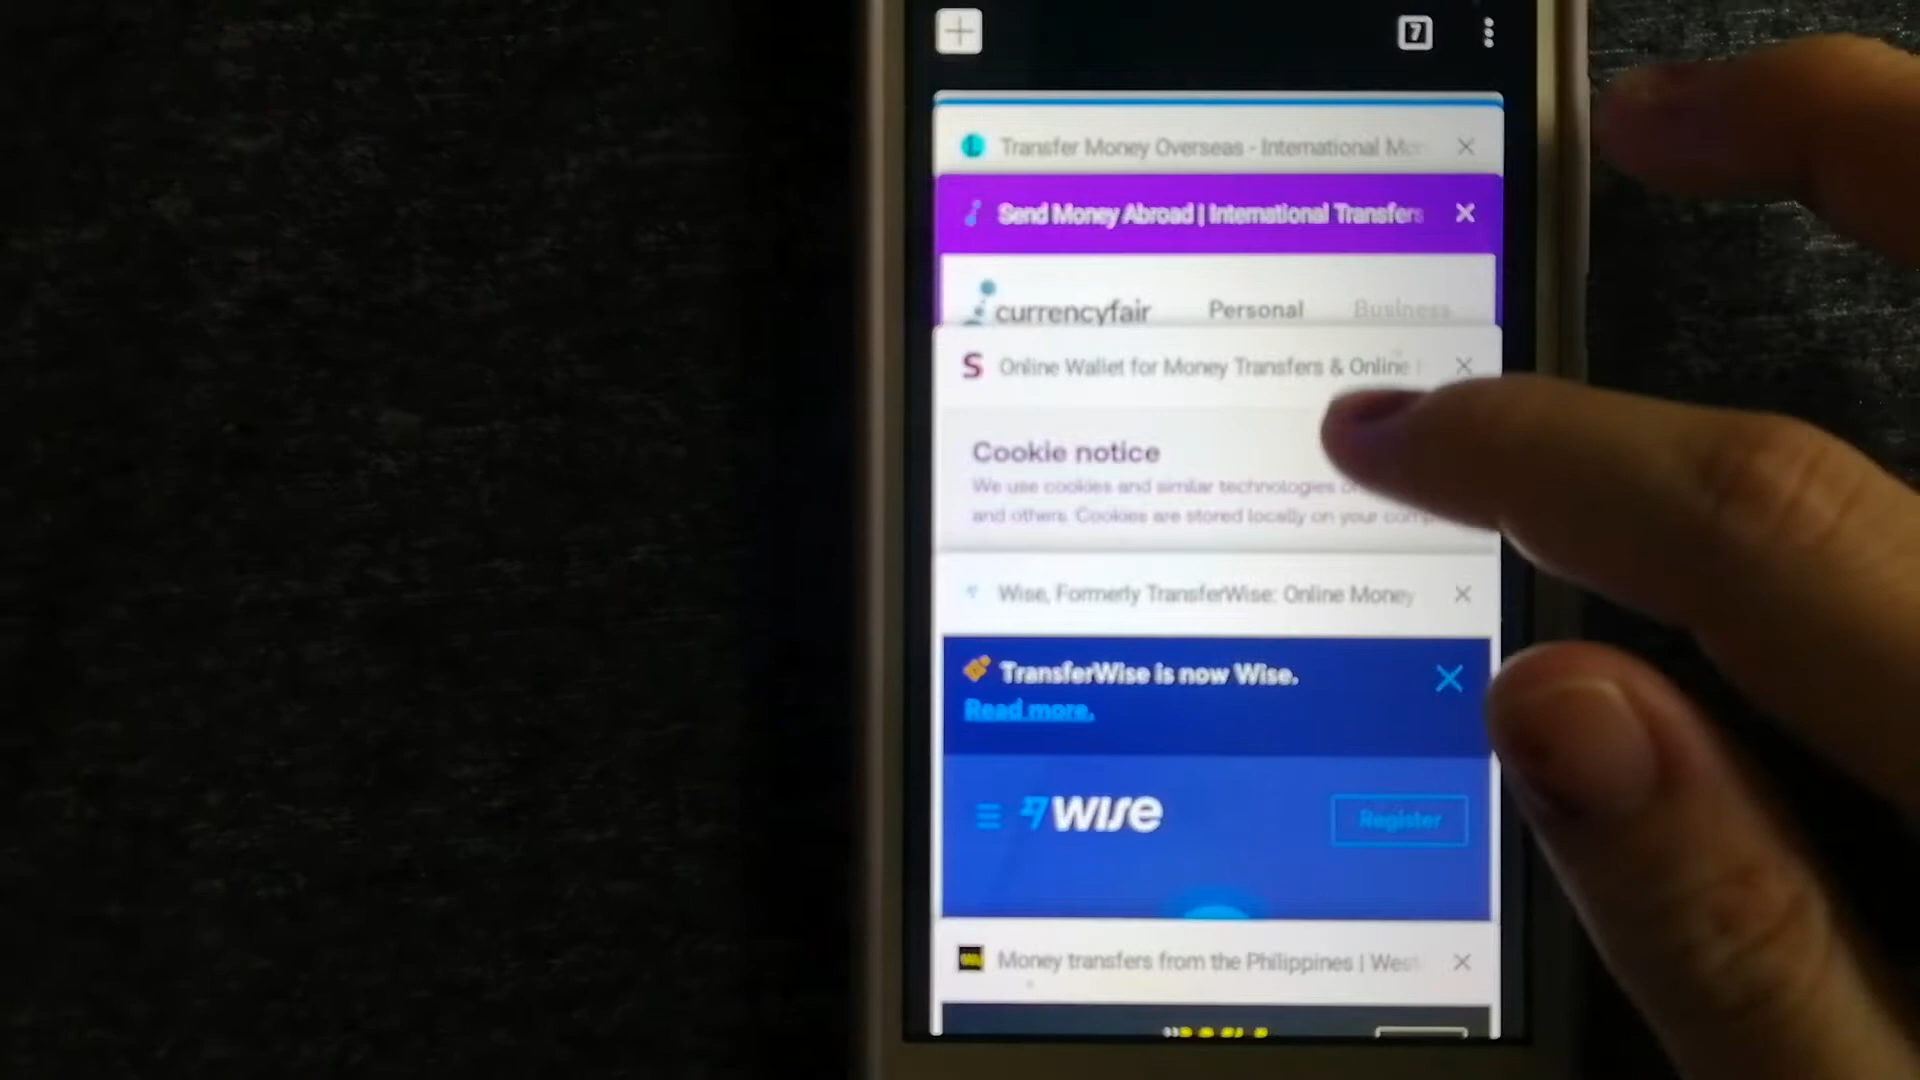 7
Transfer Money Overseas - International Mo
Send Money Abroad | International Transfers
currencyfair Personal Business
S Online Wallet for Money Transfers & Online
Cookie notice
We use cookies and similar technologies
and others. Cookies are stored locally on your
Wise, Formerly TransferWise: Online Money
TransferWise is now Wise.
Read more.
wise Register
Money transfers from the Philippines | West